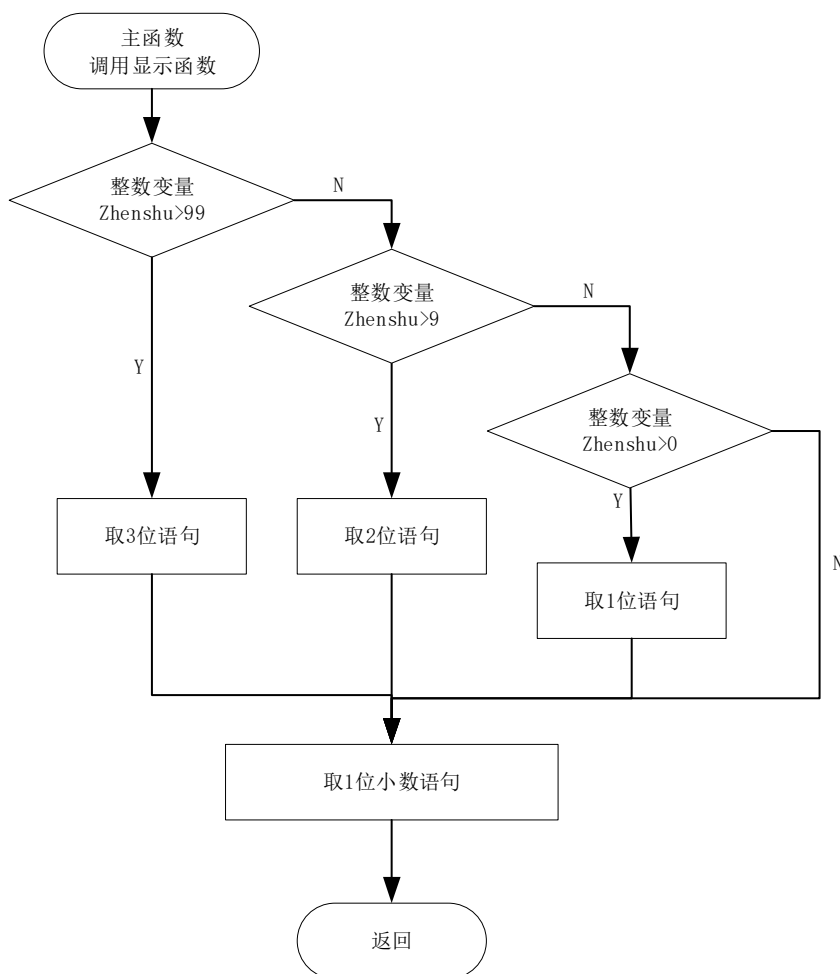 主函数
调用显示函数
整数变量
Zhenshu>99
N
整数变量
Zhenshu>9
N
Y
整数变量
Zhenshu>0
Y
Y
取3位语句
取2位语句
N
取1位语句
取1位小数语句
返回